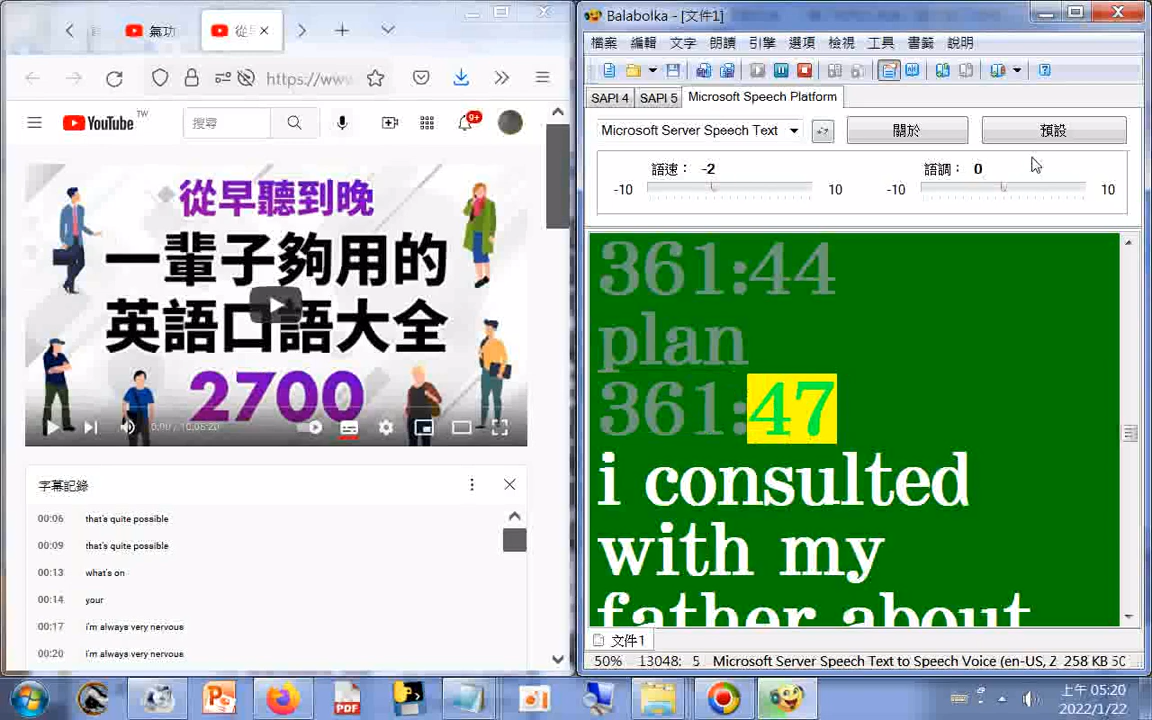 氣功
從早
https://www
YouTube TW
搜尋
9+
從早聽到晚
一輩子夠用的
英語口語大全
2700
0:00 / 10:05:20
字幕記錄
00:06 that's quite possible
00:09 that's quite possible
00:13 what's on
00:14 your
00:17 i'm always very nervous
00:20 i'm always very nervous
Balabolka - [文件1]
檔案 編輯 文字 朗讀 引擎 選項 檢視 工具 書籤 說明
SAPI 4 SAPI 5 Microsoft Speech Platform
Microsoft Server Speech Text
關於
預設
語速： -2
語調： 0
-10 10 -10 10
361:44
plan
361:47
i consulted
with my
father about
文件1
50% 13048: 5 Microsoft Server Speech Text to Speech Voice (en-US, Z 258 KB 50
PDF
上午 05:20
2022/1/22